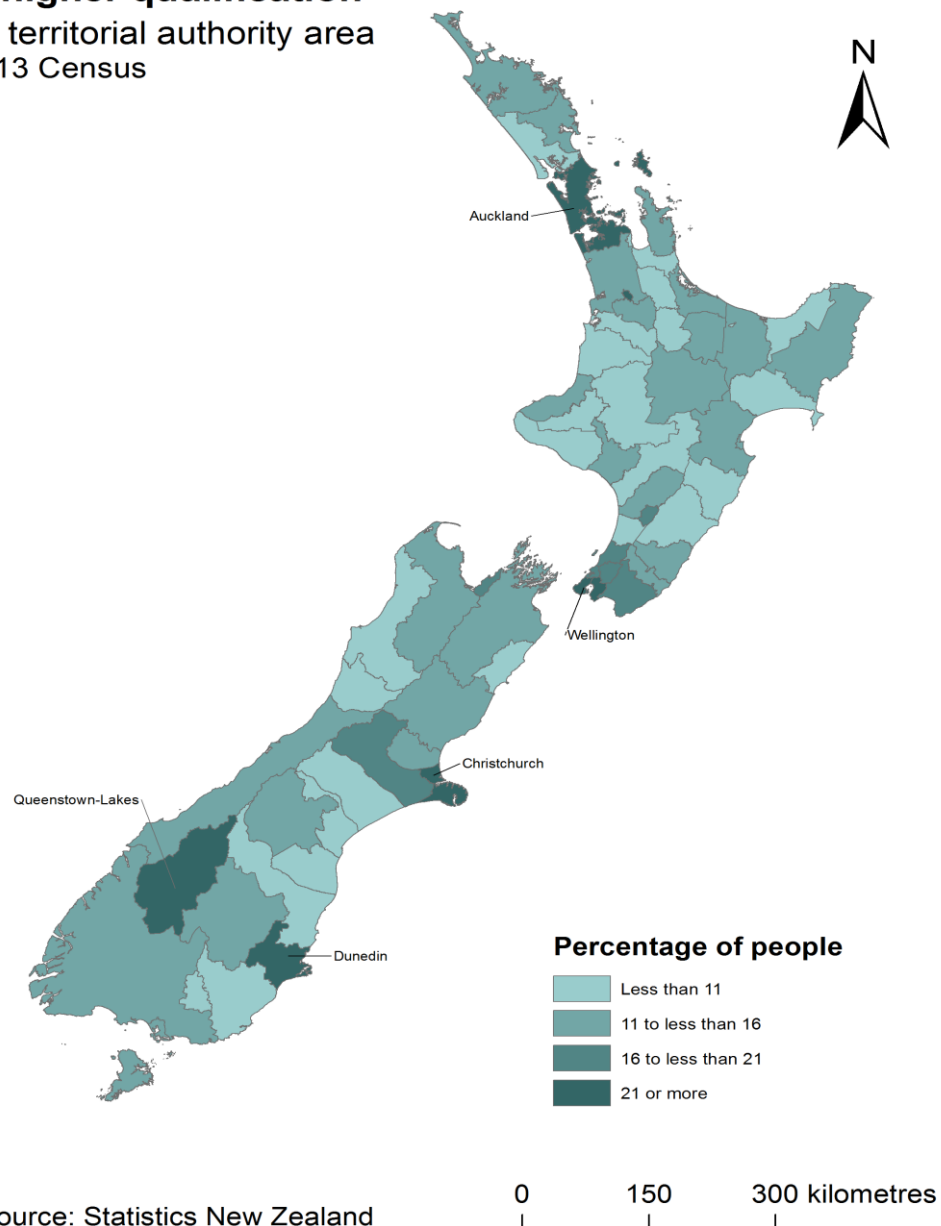 higher qualification
territorial authority area
13 Census
N
Auckland
Wellington
Christchurch
Queenstown-Lakes
Dunedin
Percentage of people
Less than 11
11 to less than 16
16 to less than 21
21 or more
0 150 300 kilometres
ource: Statistics New Zealand